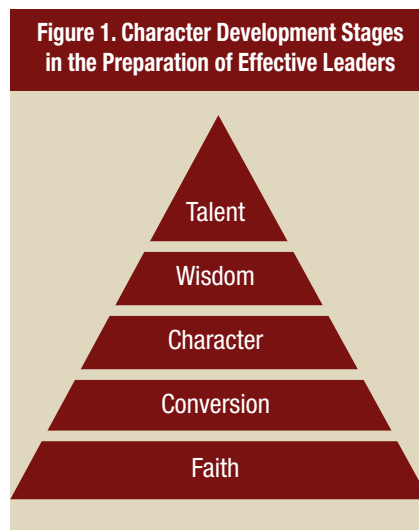 Figure 1. Character Development Stages
in the Preparation of Effective Leaders
Talent
Wisdom
Character
Conversion
Faith